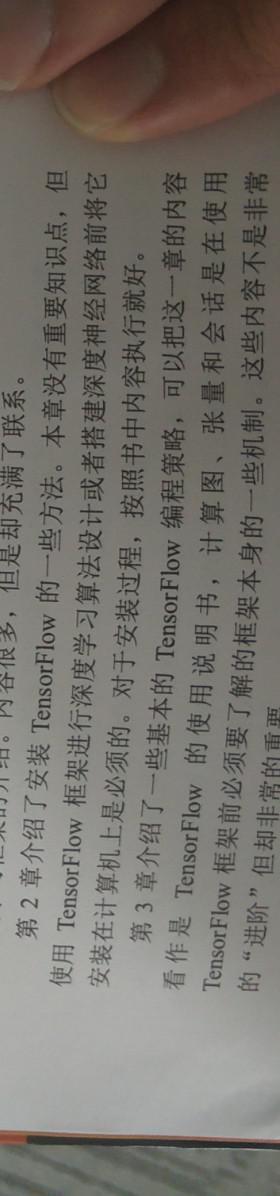 框架的介绍。内容很多，但是却充满了联系。
第 2 章介绍了安装 TensorFlow 的一些方法。本章没有重要知识点，但
使用 TensorFlow 框架进行深度学习算法设计或者搭建深度神经网络前将它
安装在计算机上是必须的。对于安装过程，按照书中内容执行就好。
第 3 章介绍了一些基本的 TensorFlow 编程策略，可以把这一章的内容
看作是 TensorFlow 的使用说明书，计算图、张量和会话是在使用
TensorFlow 框架前必须要了解的框架本身的一些机制。这些内容不是非常
的“进阶”但却非常的重要